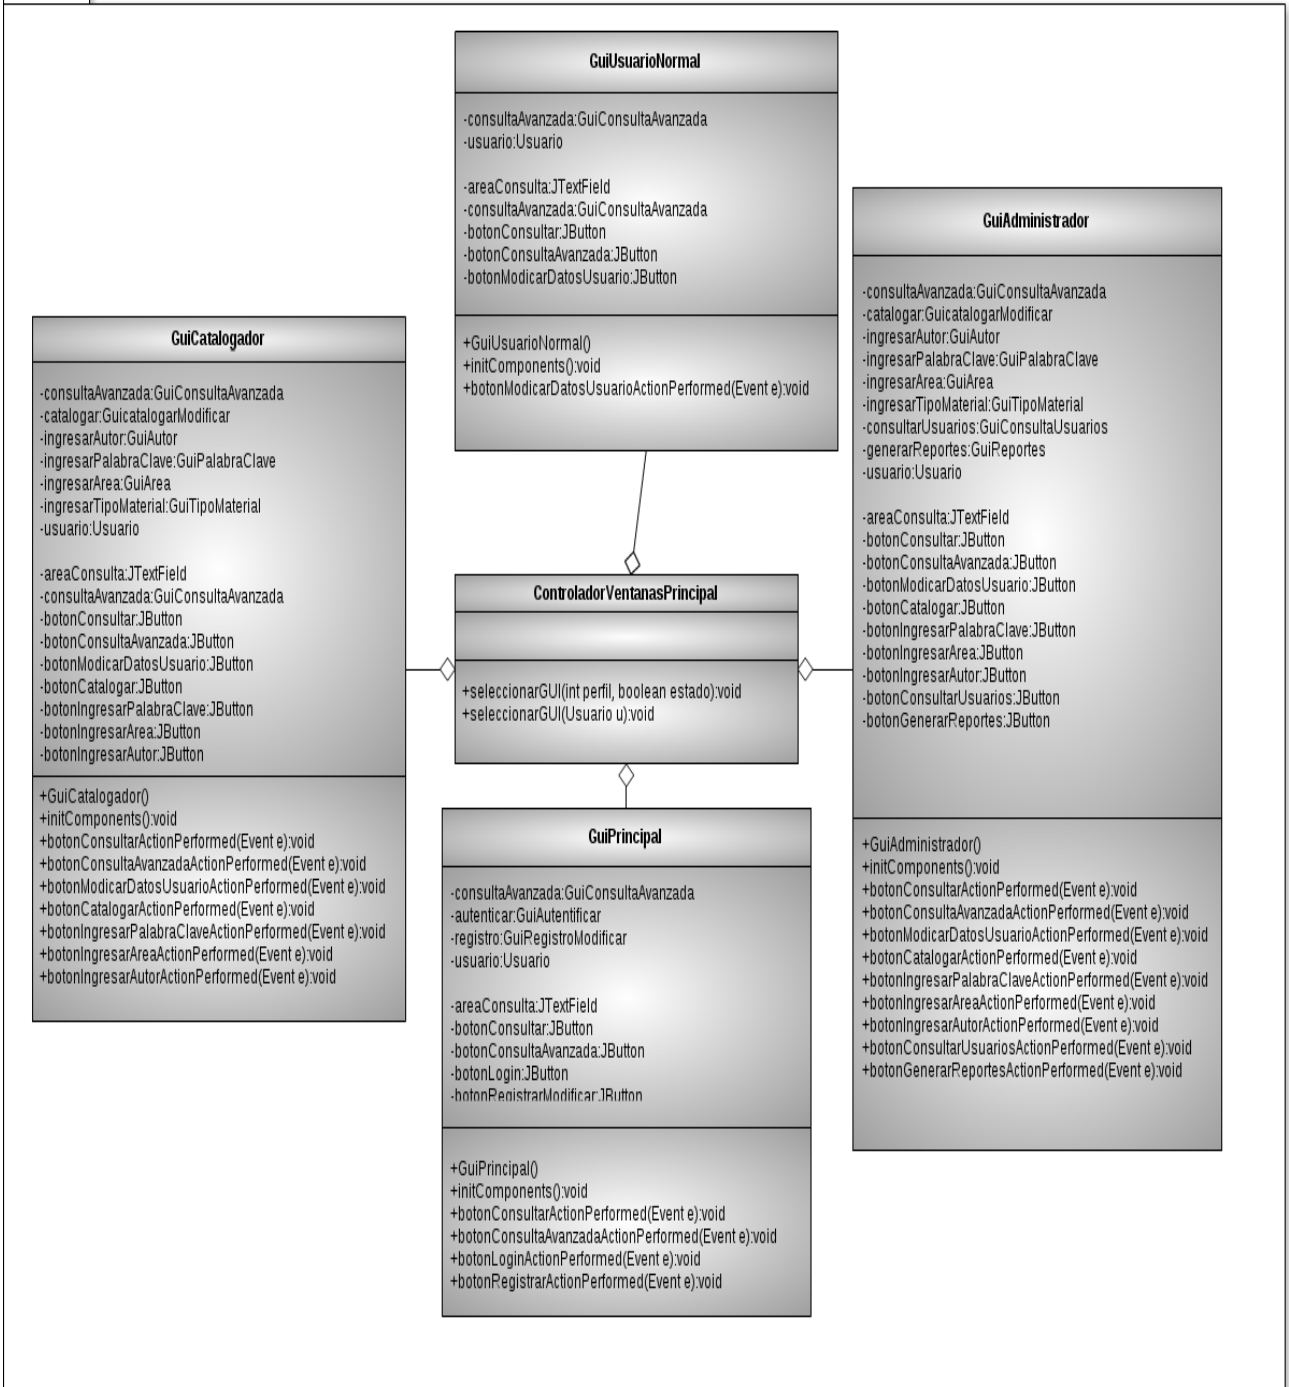 GuiUsuarioNormal
-consultaAvanzada:GuiConsultaAvanzada
-usuario:Usuario
-areaConsulta:JTextField
-consultaAvanzada:GuiConsultaAvanzada
-botonConsultar:JButton
-botonConsultaAvanzada:JButton
-botonModicarDatosUsuario:JButton
+GuiUsuarioNormal()
+initComponents():void
+botonModicarDatosUsuarioActionPerformed(Event e):void
GuiCatalogador
-consultaAvanzada:GuiConsultaAvanzada
-catalogar:GuicatalogarModificar
-ingresarAutor:GuiAutor
-ingresarPalabraClave:GuiPalabraClave
-ingresarArea:GuiArea
-ingresarTipoMaterial:GuiTipoMaterial
-usuario:Usuario
-areaConsulta:JTextField
-consultaAvanzada:GuiConsultaAvanzada
-botonConsultar:JButton
-botonConsultaAvanzada:JButton
-botonModicarDatosUsuario:JButton
-botonCatalogar:JButton
-botonIngresarPalabraClave:JButton
-botonIngresarArea:JButton
-botonIngresarAutor:JButton
+GuiCatalogador()
+initComponents():void
+botonConsultarActionPerformed(Event e):void
+botonConsultaAvanzadaActionPerformed(Event e):void
+botonModicarDatosUsuarioActionPerformed(Event e):void
+botonCatalogarActionPerformed(Event e):void
+botonIngresarPalabraClaveActionPerformed(Event e):void
+botonIngresarAreaActionPerformed(Event e):void
+botonIngresarAutorActionPerformed(Event e):void
ControladorVentanasPrincipal
+seleccionarGUI(int perfil, boolean estado):void
+seleccionarGUI(Usuario u):void
GuiPrincipal
-consultaAvanzada:GuiConsultaAvanzada
-autenticar:GuiAutentificar
-registro:GuiRegistroModificar
-usuario:Usuario
-areaConsulta:JTextField
-botonConsultar:JButton
-botonConsultaAvanzada:JButton
-botonLogin:JButton
-botonRegistrarModificar:JButton
+GuiPrincipal()
+initComponents():void
+botonConsultarActionPerformed(Event e):void
+botonConsultaAvanzadaActionPerformed(Event e):void
+botonLoginActionPerformed(Event e):void
+botonRegistrarActionPerformed(Event e):void
GuiAdministrador
-consultaAvanzada:GuiConsultaAvanzada
-catalogar:GuicatalogarModificar
-ingresarAutor:GuiAutor
-ingresarPalabraClave:GuiPalabraClave
-ingresarArea:GuiArea
-ingresarTipoMaterial:GuiTipoMaterial
-consultarUsuarios:GuiConsultaUsuarios
-generarReportes:GuiReportes
-usuario:Usuario
-areaConsulta:JTextField
-botonConsultar:JButton
-botonConsultaAvanzada:JButton
-botonModicarDatosUsuario:JButton
-botonCatalogar:JButton
-botonIngresarPalabraClave:JButton
-botonIngresarArea:JButton
-botonIngresarAutor:JButton
-botonConsultarUsuarios:JButton
-botonGenerarReportes:JButton
+GuiAdministrador()
+initComponents():void
+botonConsultarActionPerformed(Event e):void
+botonConsultaAvanzadaActionPerformed(Event e):void
+botonModicarDatosUsuarioActionPerformed(Event e):void
+botonCatalogarActionPerformed(Event e):void
+botonIngresarPalabraClaveActionPerformed(Event e):void
+botonIngresarAreaActionPerformed(Event e):void
+botonIngresarAutorActionPerformed(Event e):void
+botonConsultarUsuariosActionPerformed(Event e):void
+botonGenerarReportesActionPerformed(Event e):void